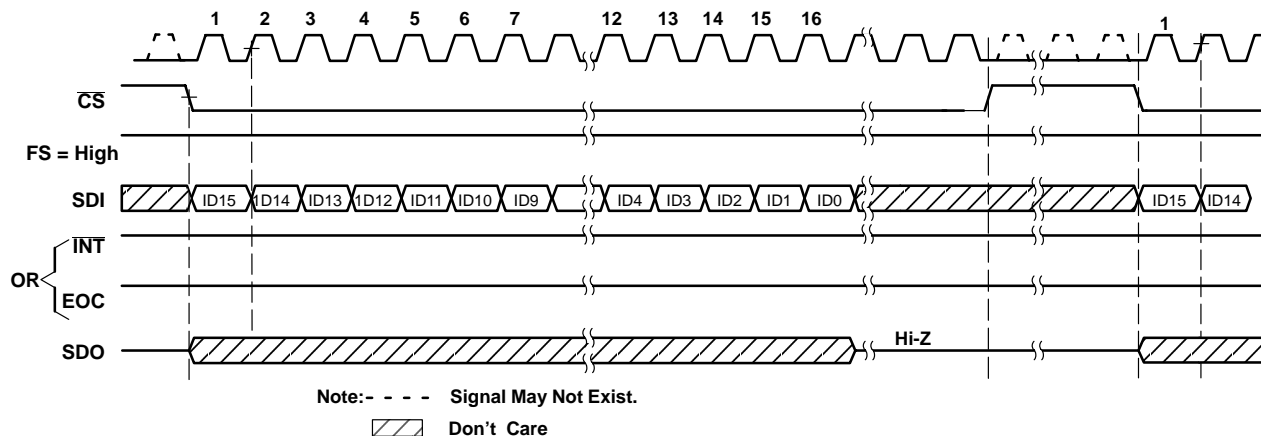 1 2 3 4 5 6 7 12 13 14 15 16 1
CS
FS = High
SDI ID15 1D14 ID13 1D12 ID11 ID10 ID9 ID4 ID3 ID2 ID1 ID0 ID15 ID14
INT
OR
EOC
SDO Hi-Z
Note:- - - - Signal May Not Exist.
Don't Care